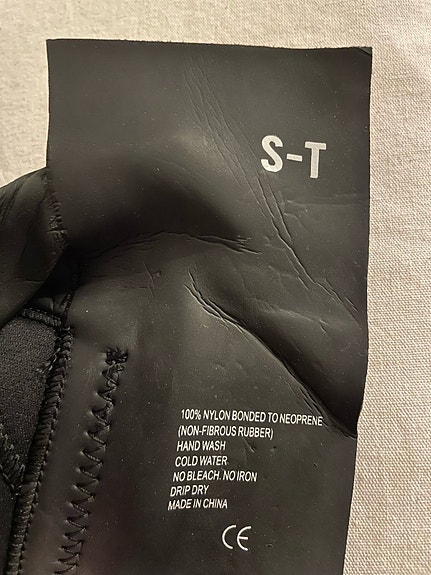 S-T
100% NYLON BONDED TO NEOPRENE
(NON-FIBROUS RUBBER)
HAND WASH
COLD WATER
NO BLEACH. NO IRON
DRIP DRY
MADE IN CHINA
CE